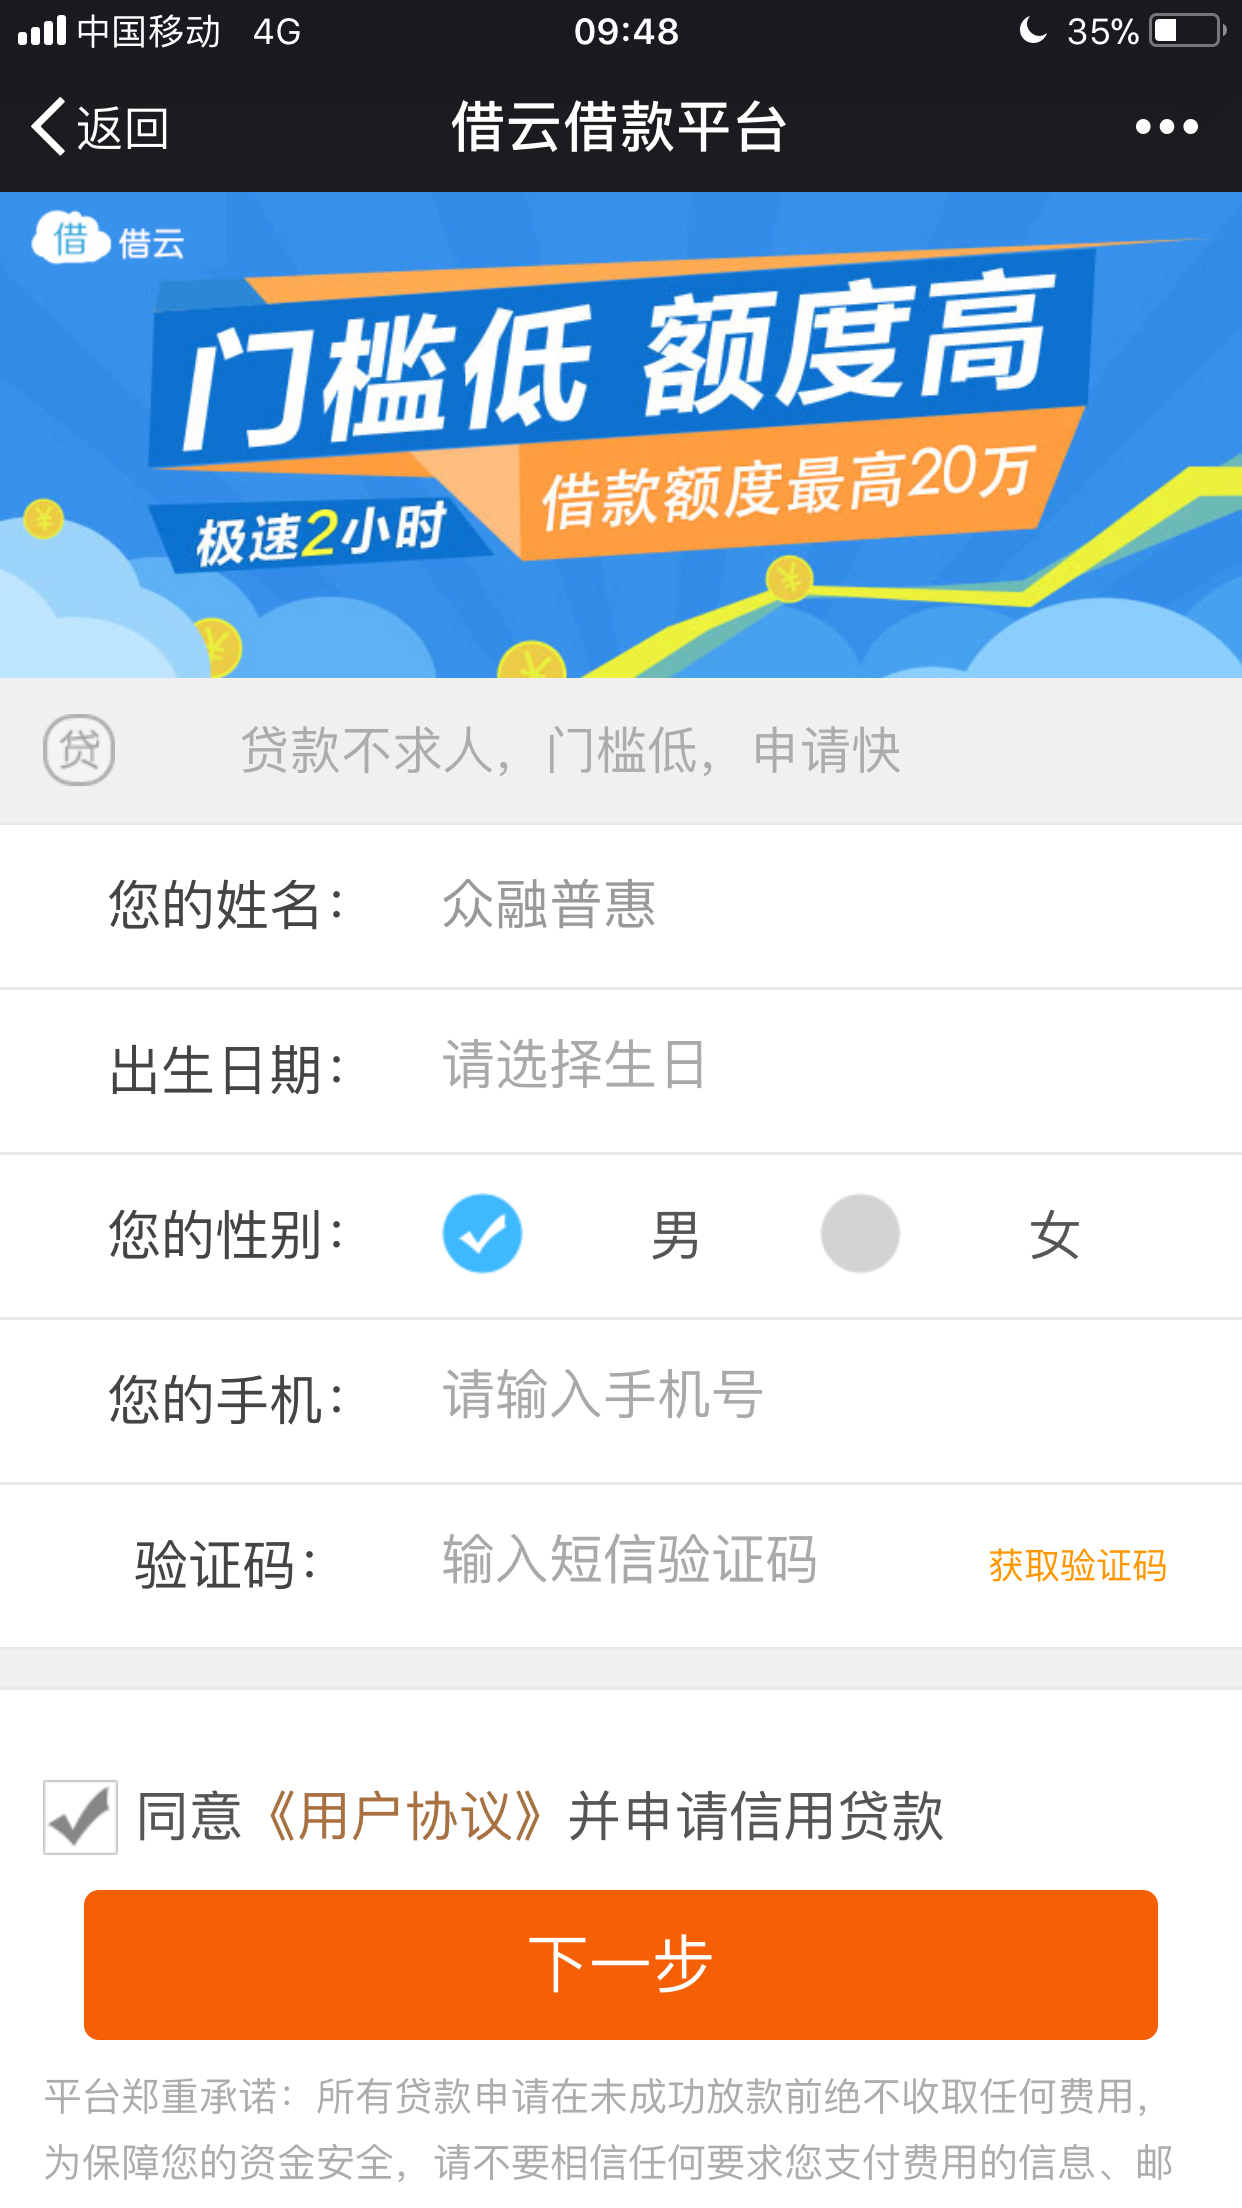 中国移动 4G 09:48 35%
返回 借云借款平台
借 借云
门槛低 额度高
借款额度最高20万
极速2小时
贷 贷款不求人，门槛低，申请快
您的姓名： 众融普惠
出生日期： 请选择生日
您的性别： 男 女
您的手机： 请输入手机号
验证码： 输入短信验证码 获取验证码
同意《用户协议》并申请信用贷款
下一步
平台郑重承诺：所有贷款申请在未成功放款前绝不收取任何费用，
为保障您的资金安全，请不要相信任何要求您支付费用的信息、邮